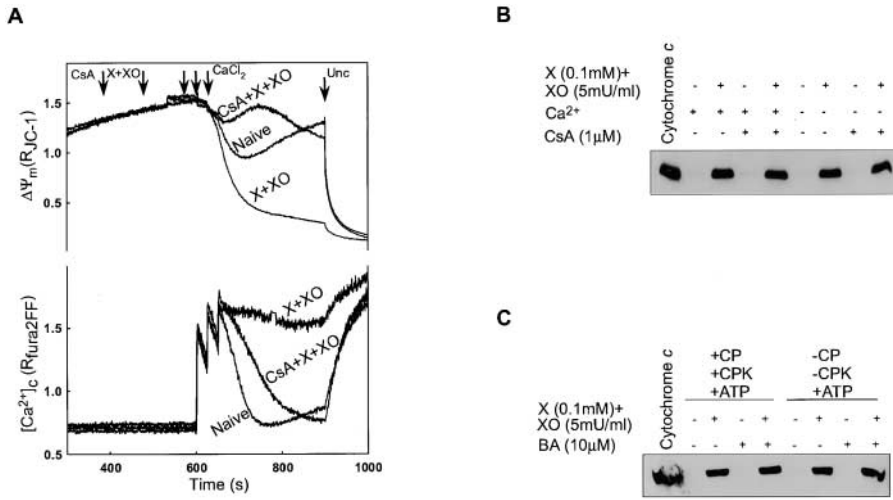 A
CsA X+XO CaCl2 Unc
1.5
1.0
0.5
ΔΨm(RJC-1)
CsA+X+XO
Naive
X+XO
1.5
1.0
0.5
[Ca2+]c (Rfura2FF)
X+XO
CsA+X+XO
Naive
400 600 800 1000
Time (s)
B
Cytochrome c
X (0.1mM)+
XO (5mU/ml) - + - + - + - +
Ca2+ + + + + - - - -
CsA (1μM) - - + + - - + +
C
Cytochrome c
+CP -CP
+CPK -CPK
+ATP +ATP
X (0.1mM)+
XO (5mU/ml) - + - + - + - +
BA (10μM) - - + + - - + +